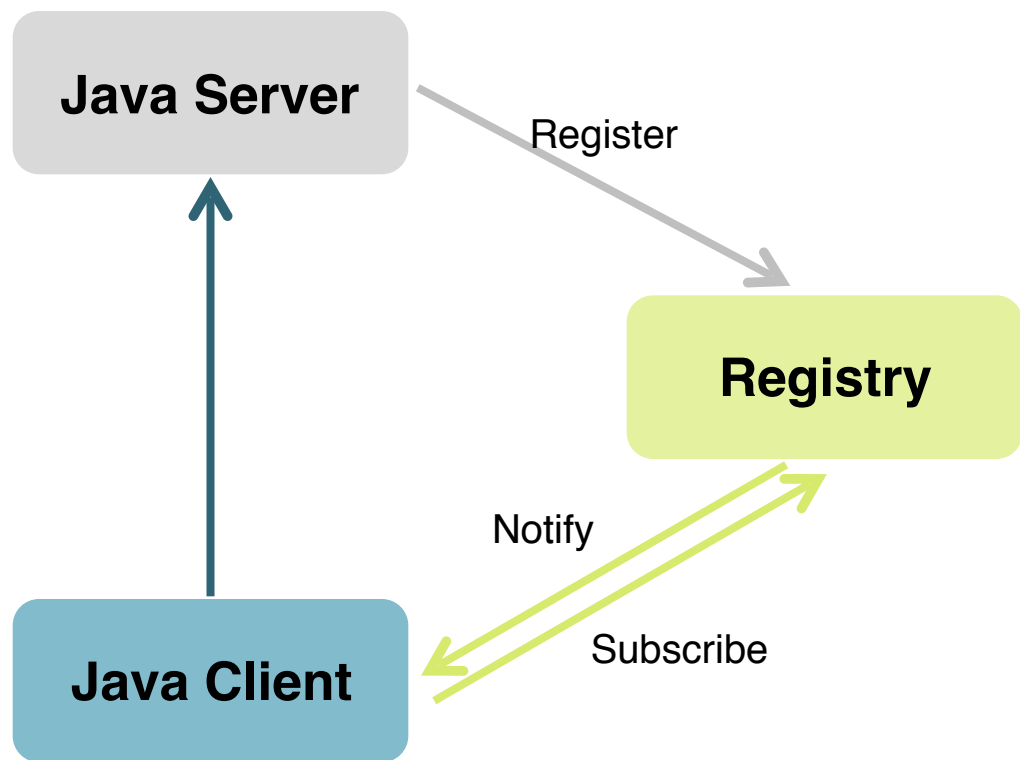 Java Server
Register
Registry
Notify
Subscribe
Java Client